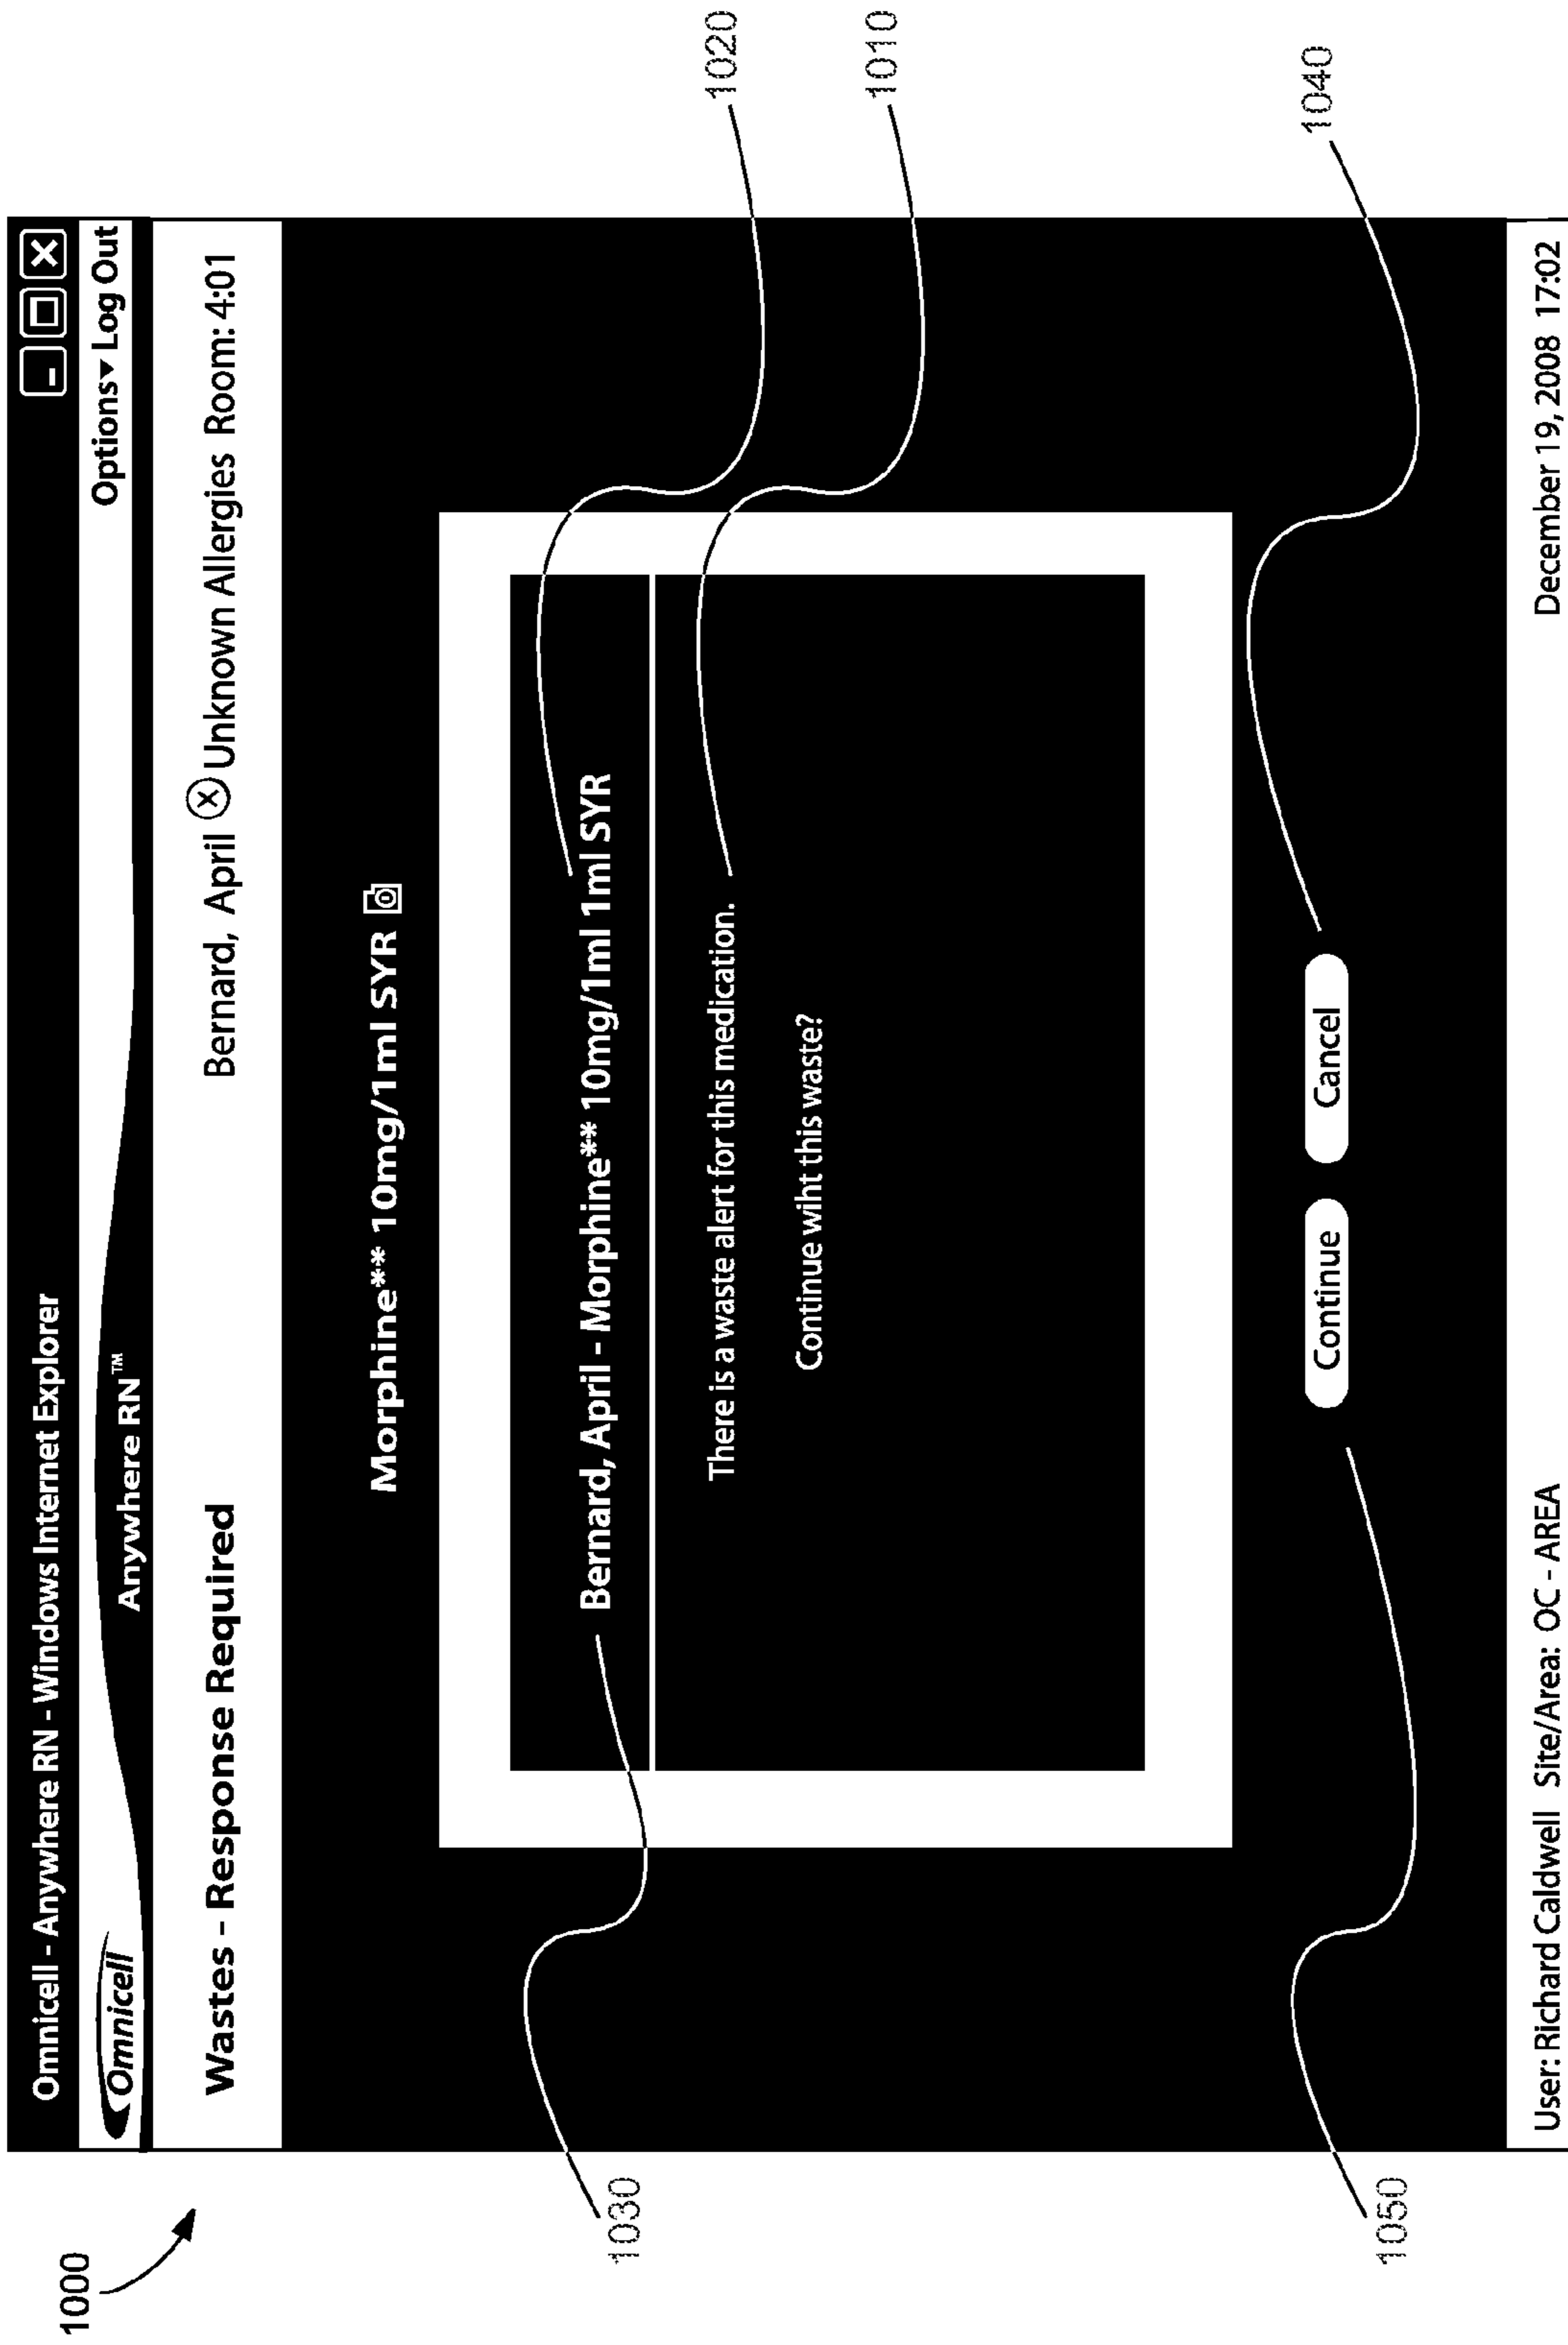 1000
Omnicell - Anywhere RN - Windows Internet Explorer
Omnicell
Anywhere RN™
Options Log Out
Wastes - Response Required
Bernard, April Unknown Allergies Room: 4:01
Morphine** 10mg/1ml SYR
1030
Bernard, April - Morphine** 10mg/1ml 1ml SYR
1020
There is a waste alert for this medication.
1010
Continue wiht this waste?
1050
Continue
Cancel
1040
User: Richard Caldwell Site/Area: OC - AREA
December 19, 2008 17:02